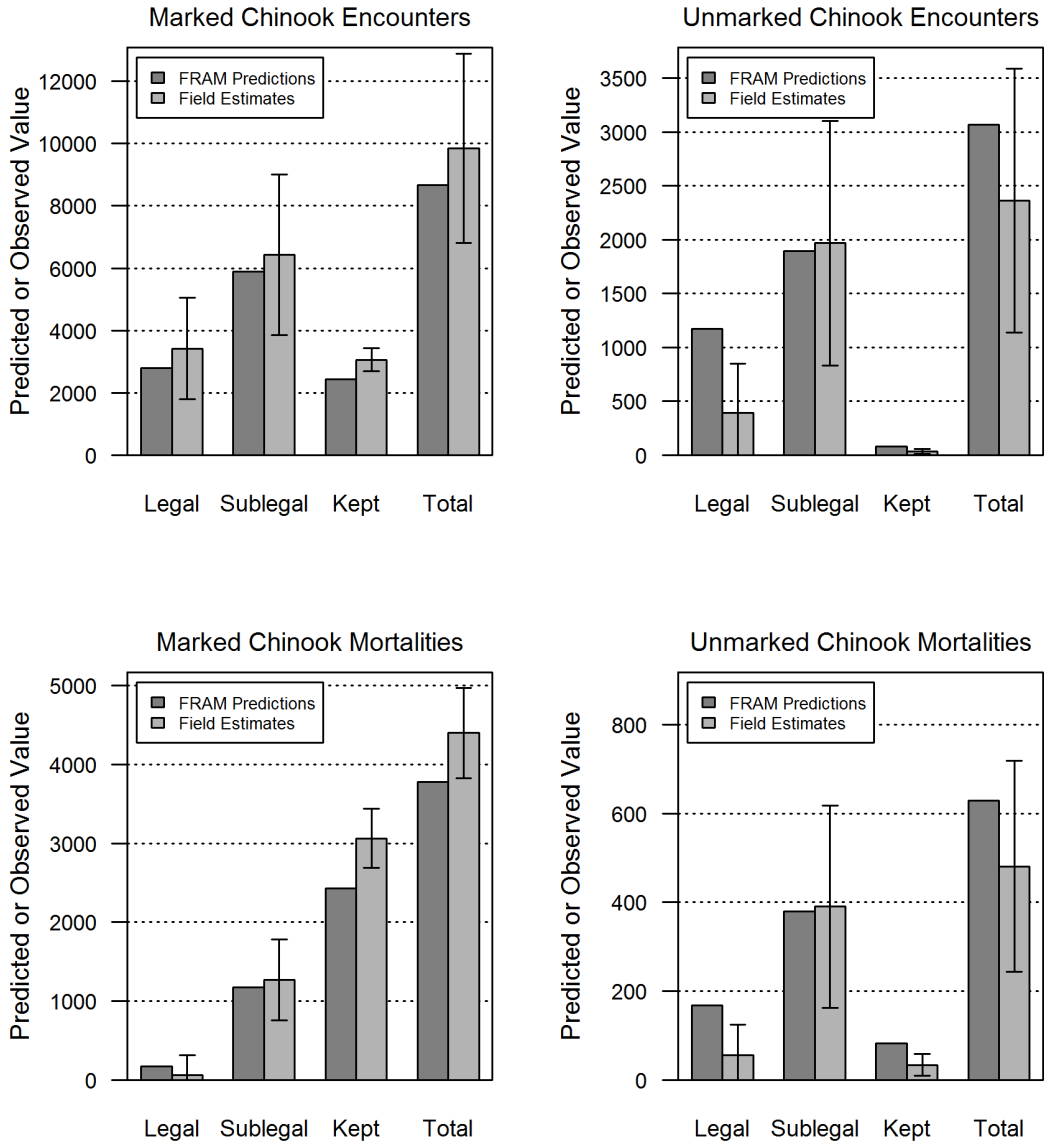 Marked Chinook Encounters
Predicted or Observed Value
12000
10000
8000
6000
4000
2000
0
FRAM Predictions
Field Estimates
Legal Sublegal Kept Total
Unmarked Chinook Encounters
Predicted or Observed Value
3500
3000
2500
2000
1500
1000
500
0
FRAM Predictions
Field Estimates
Legal Sublegal Kept Total
Marked Chinook Mortalities
Predicted or Observed Value
5000
4000
3000
2000
1000
0
FRAM Predictions
Field Estimates
Legal Sublegal Kept Total
Unmarked Chinook Mortalities
Predicted or Observed Value
800
600
400
200
0
FRAM Predictions
Field Estimates
Legal Sublegal Kept Total